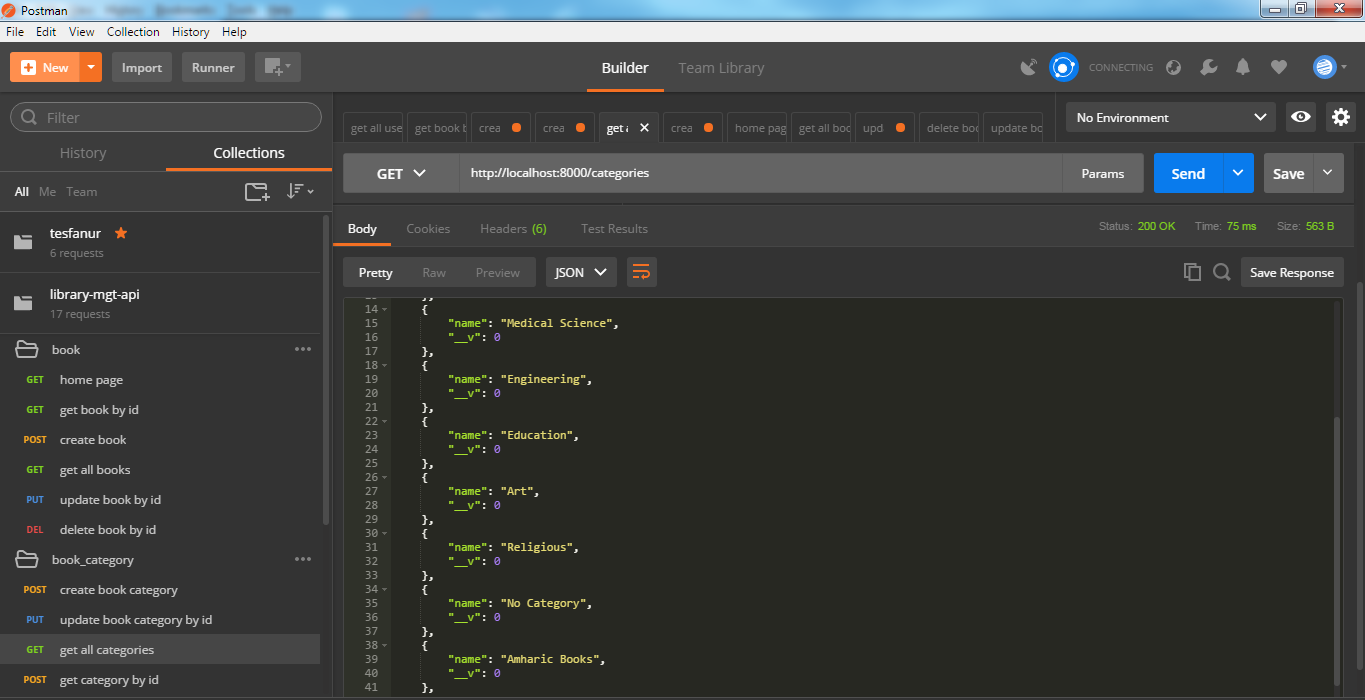 Postman
File Edit View Collection History Help
New Import Runner Builder Team Library CONNECTING
Filter
History Collections
All Me Team
tesfanur
6 requests
library-mgt-api
17 requests
book
GET home page
GET get book by id
POST create book
GET get all books
PUT update book by id
DEL delete book by id
book_category
POST create book category
PUT update book category by id
GET get all categories
POST get category by id
get all use get book b crea crea get a crea home pag get all boo upd delete boo update bo
No Environment
GET http://localhost:8000/categories Params Send Save
Body Cookies Headers (6) Test Results Status: 200 OK Time: 75 ms Size: 563 B
Pretty Raw Preview JSON Save Response
14 {
15 "name": "Medical Science",
16 "__v": 0
17 },
18 {
19 "name": "Engineering",
20 "__v": 0
21 },
22 {
23 "name": "Education",
24 "__v": 0
25 },
26 {
27 "name": "Art",
28 "__v": 0
29 },
30 {
31 "name": "Religious",
32 "__v": 0
33 },
34 {
35 "name": "No Category",
36 "__v": 0
37 },
38 {
39 "name": "Amharic Books",
40 "__v": 0
41 },